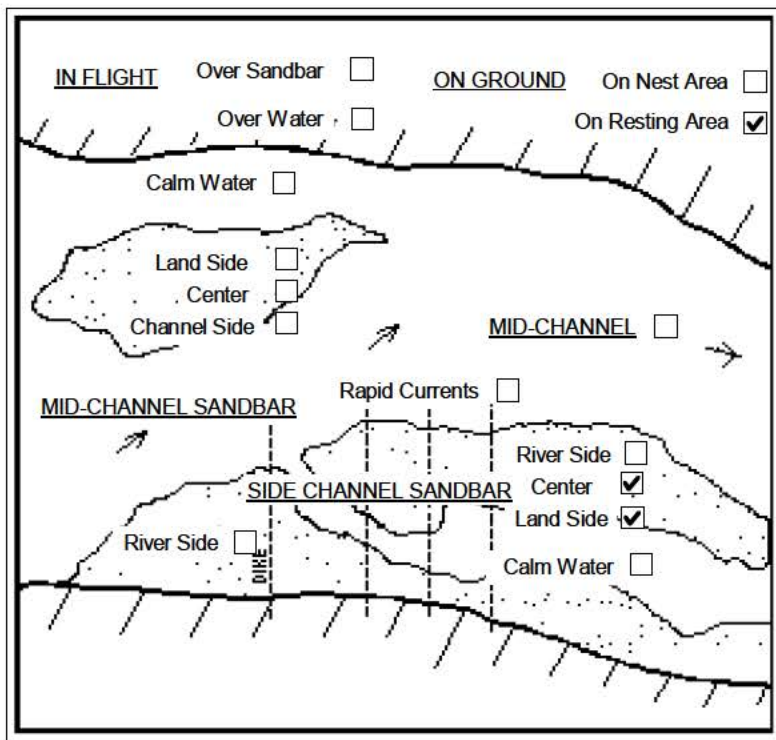 IN FLIGHT Over Sandbar ON GROUND On Nest Area
Over Water On Resting Area
Calm Water
Land Side
Center
Channel Side
MID-CHANNEL
Rapid Currents
MID-CHANNEL SANDBAR
River Side
SIDE CHANNEL SANDBAR Center
Land Side
River Side
DIKE
Calm Water